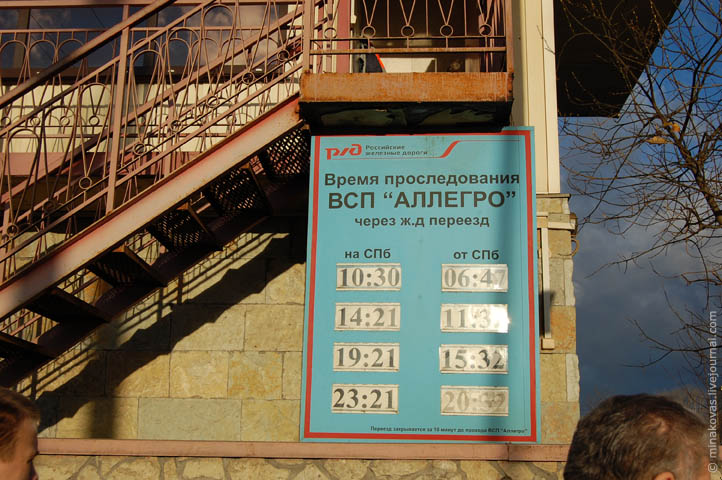 ржд Российские
железные дороги
Время проследования
ВСП "АЛЛЕГРО"
через ж.д переезд
на СПб от СПб
10:30 06:47
14:21
19:21 15:32
23:21
Переезд закрывается за 10 минут до проезда ВСП "Аллегро"
© minakovas.livejournal.com